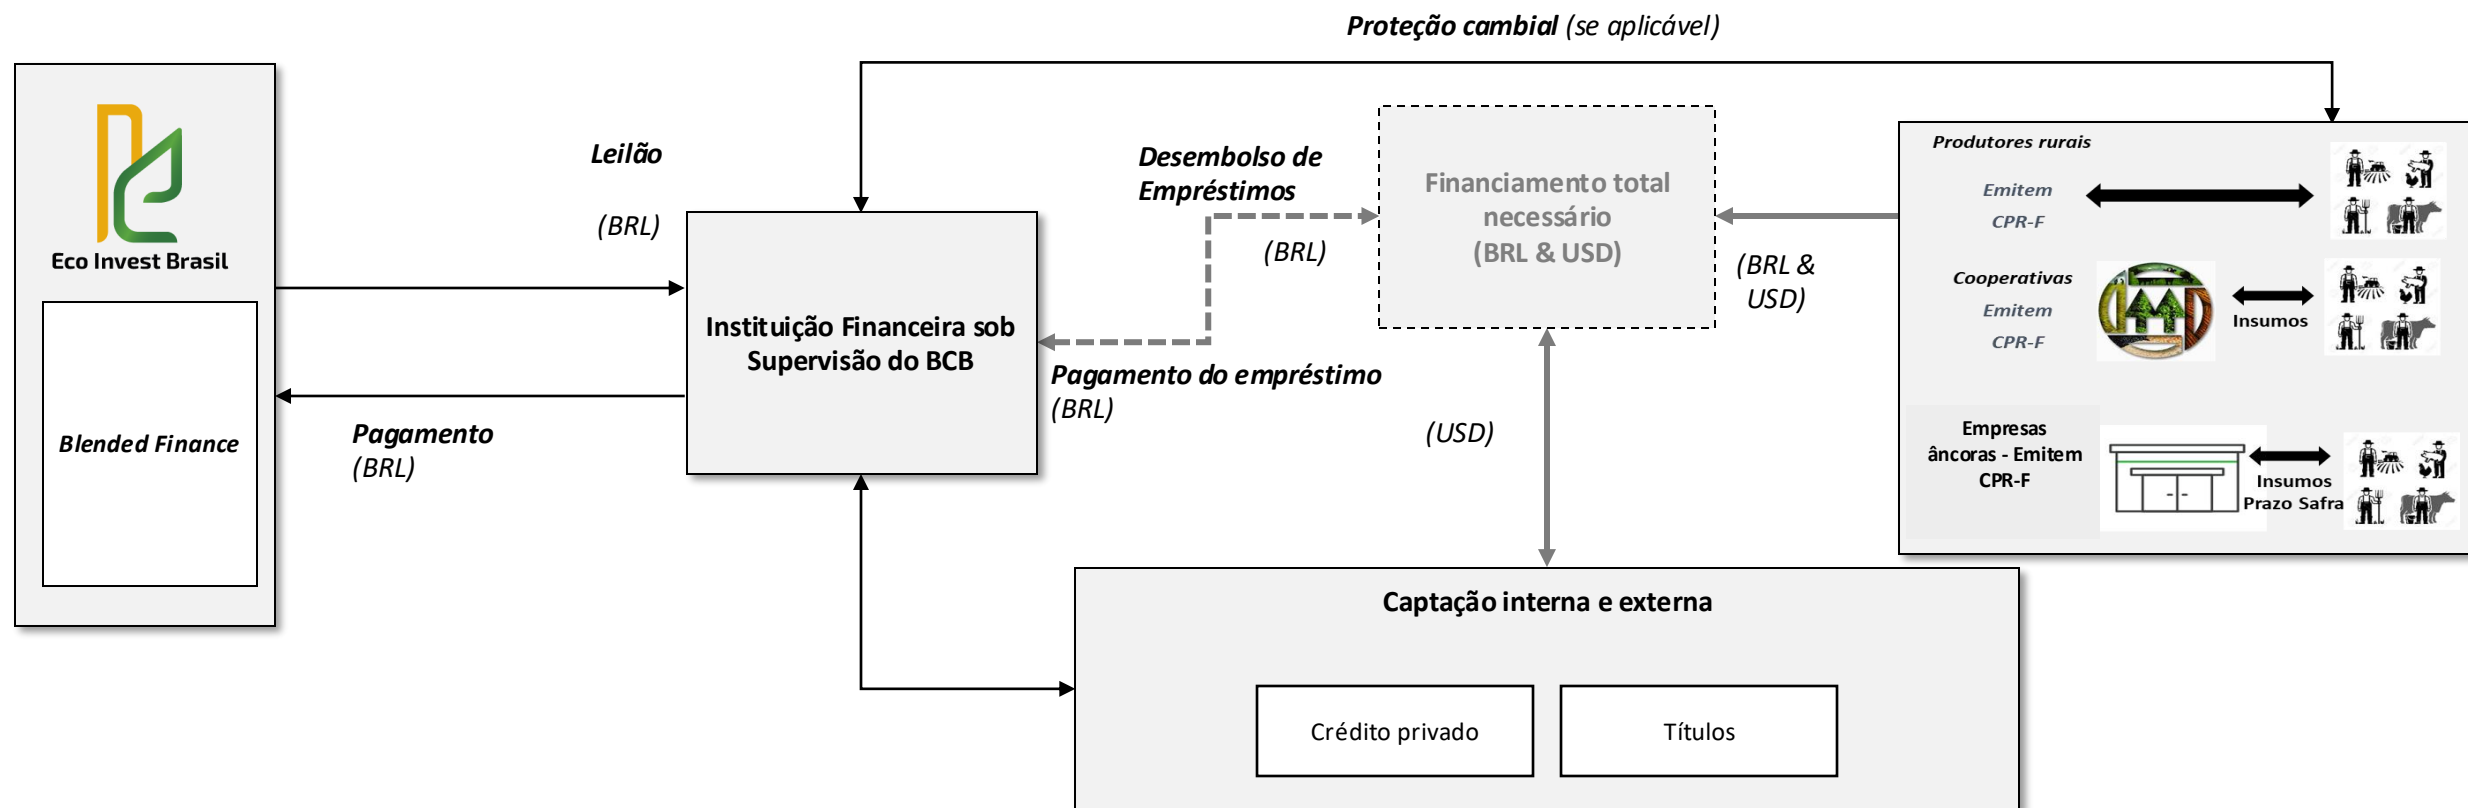 Proteção cambial (se aplicável)
Eco Invest Brasil
Blended Finance
Leilão
(BRL)
Pagamento
(BRL)
Instituição Financeira sob
Supervisão do BCB
Desembolso de
Empréstimos
(BRL)
Pagamento do empréstimo
(BRL)
Financiamento total
necessário
(BRL & USD)
(BRL &
USD)
(USD)
Produtores rurais
Emitem
CPR-F
Cooperativas
Emitem
CPR-F
Insumos
Empresas
âncoras - Emitem
CPR-F
Insumos
Prazo Safra
Captação interna e externa
Crédito privado
Títulos